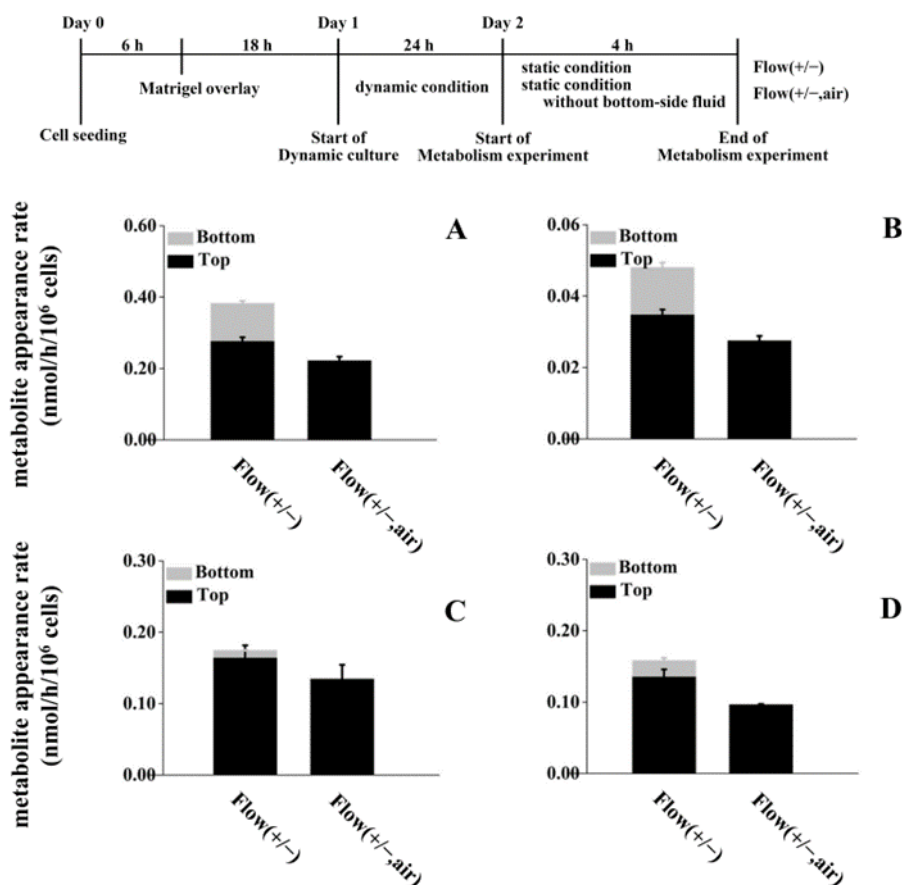 Day 0 Day 1 Day 2
6 h 18 h 24 h 4 h
Matrigel overlay dynamic condition static condition Flow(+/−)
static condition Flow(+/−,air)
without bottom-side fluid
Cell seeding Start of Start of End of
Dynamic culture Metabolism experiment Metabolism experiment
metabolite appearance rate
(nmol/h/10⁶ cells)
0.60
0.40
0.20
0.00
Bottom
Top
A
Flow(+/−)
Flow(+/−,air)
0.06
0.04
0.02
0.00
Bottom
Top
B
Flow(+/−)
Flow(+/−,air)
metabolite appearance rate
(nmol/h/10⁶ cells)
0.30
0.20
0.10
0.00
Bottom
Top
C
Flow(+/−)
Flow(+/−,air)
0.30
0.20
0.10
0.00
Bottom
Top
D
Flow(+/−)
Flow(+/−,air)